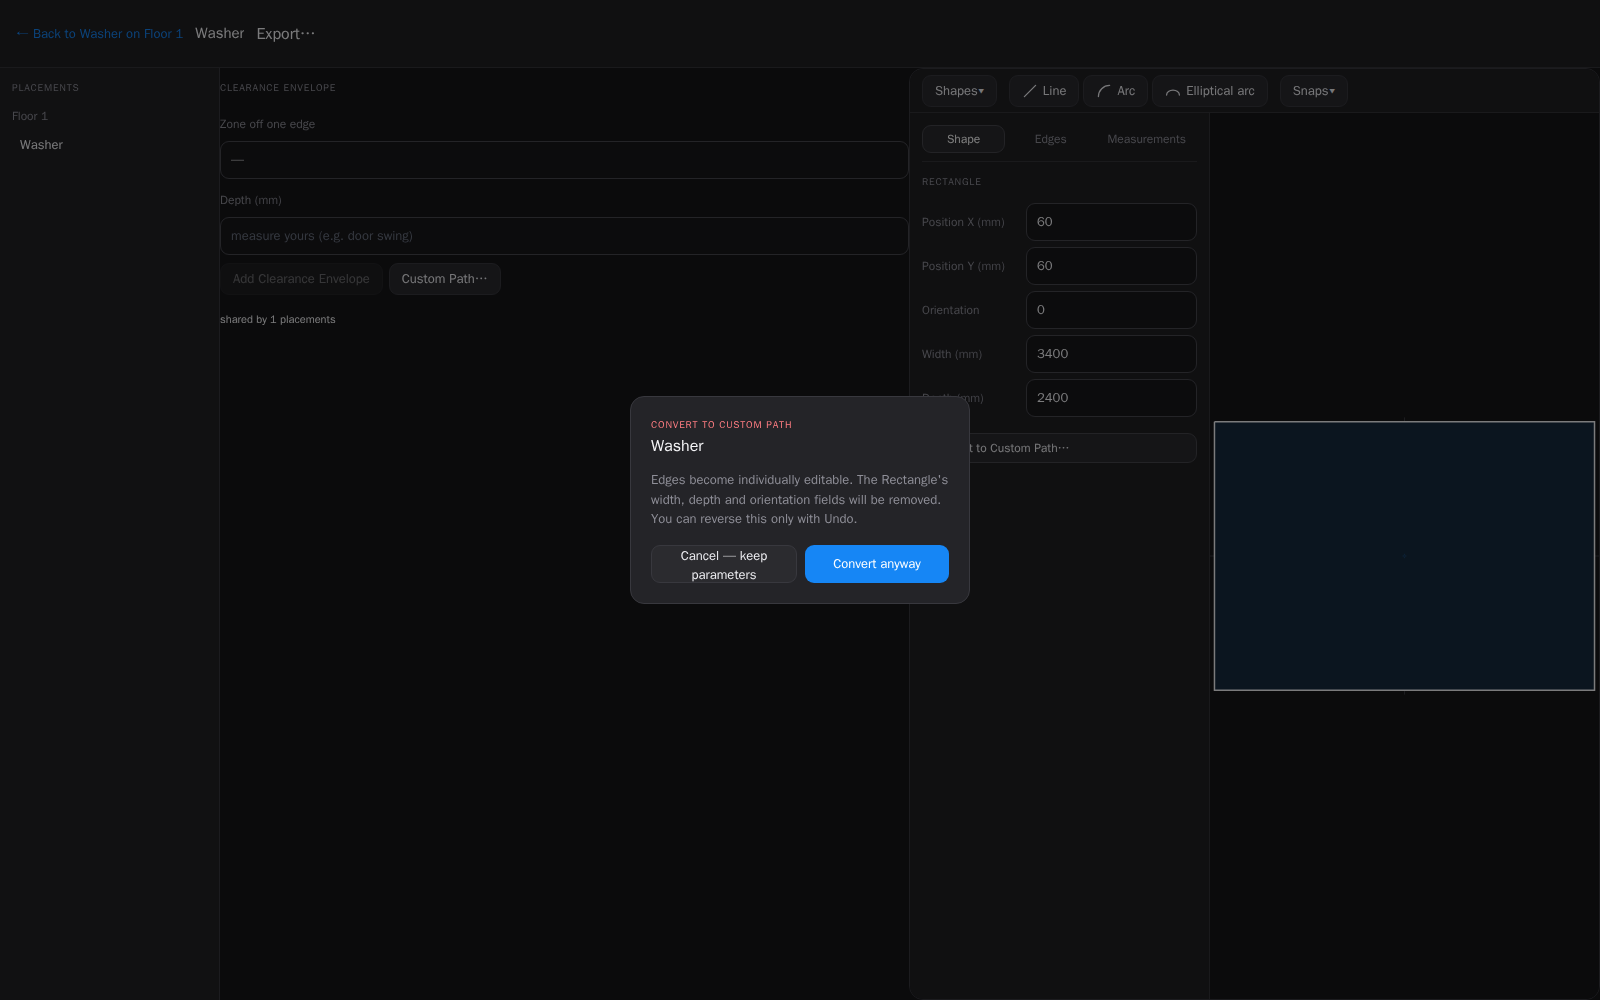 ← Back to Washer on Floor 1 Washer Export···
PLACEMENTS
Floor 1
Washer
CLEARANCE ENVELOPE
Zone off one edge
—
Depth (mm)
measure yours (e.g. door swing)
Add Clearance Envelope Custom Path···
shared by 1 placements
Shapes▾ Line Arc Elliptical arc Snaps▾
Shape Edges Measurements
RECTANGLE
Position X (mm) 60
Position Y (mm) 60
Orientation 0
Width (mm) 3400
2400
to Custom Path···
CONVERT TO CUSTOM PATH
Washer
Edges become individually editable. The Rectangle's
width, depth and orientation fields will be removed.
You can reverse this only with Undo.
Cancel — keep
parameters
Convert anyway